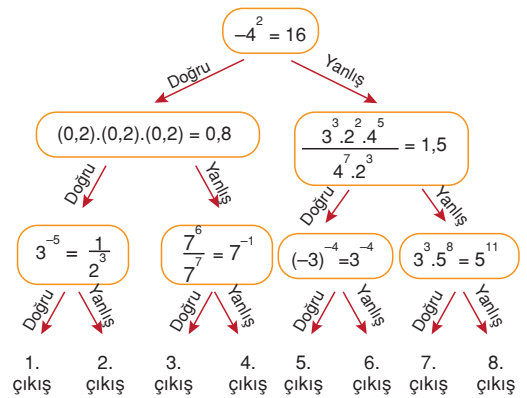 –4² = 16
Doğru Yanlış
(0,2).(0,2).(0,2) = 0,8
3³.2².4⁵ / 4⁷.2³ = 1,5
Doğru Yanlış Doğru Yanlış
3⁻⁵ = 1/2³
7⁶/7⁷ = 7⁻¹
(–3)⁻⁴=3⁻⁴
3³.5⁸ = 5¹¹
Doğru Yanlış Doğru Yanlış Doğru Yanlış Doğru Yanlış
1. 2. 3. 4. 5. 6. 7. 8.
çıkış çıkış çıkış çıkış çıkış çıkış çıkış çıkış